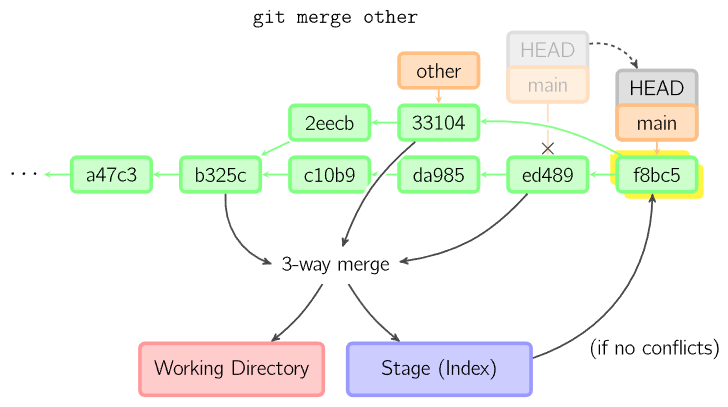 git merge other
HEAD
main
other
HEAD
main
2eecb
33104
...
a47c3
b325c
c10b9
da985
ed489
f8bc5
3-way merge
(if no conflicts)
Working Directory
Stage (Index)